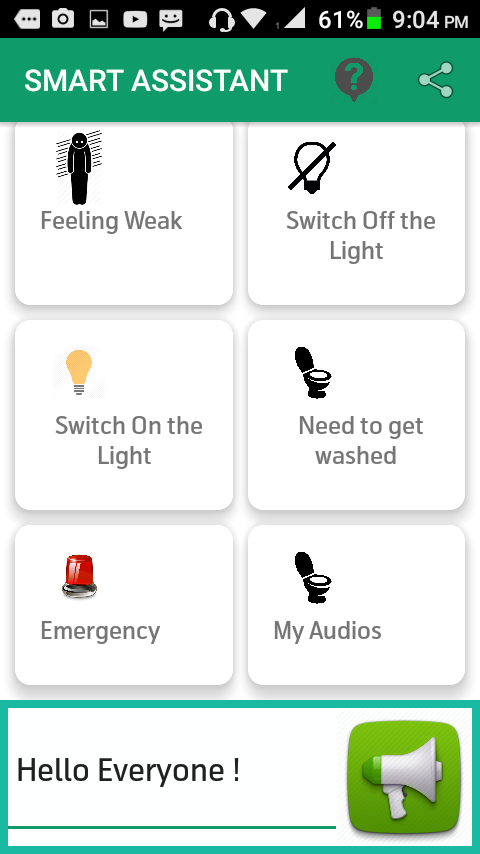 61% 9:04 PM
SMART ASSISTANT
?
Feeling Weak
Switch Off the
Light
Switch On the
Light
Need to get
washed
Emergency
My Audios
Hello Everyone !